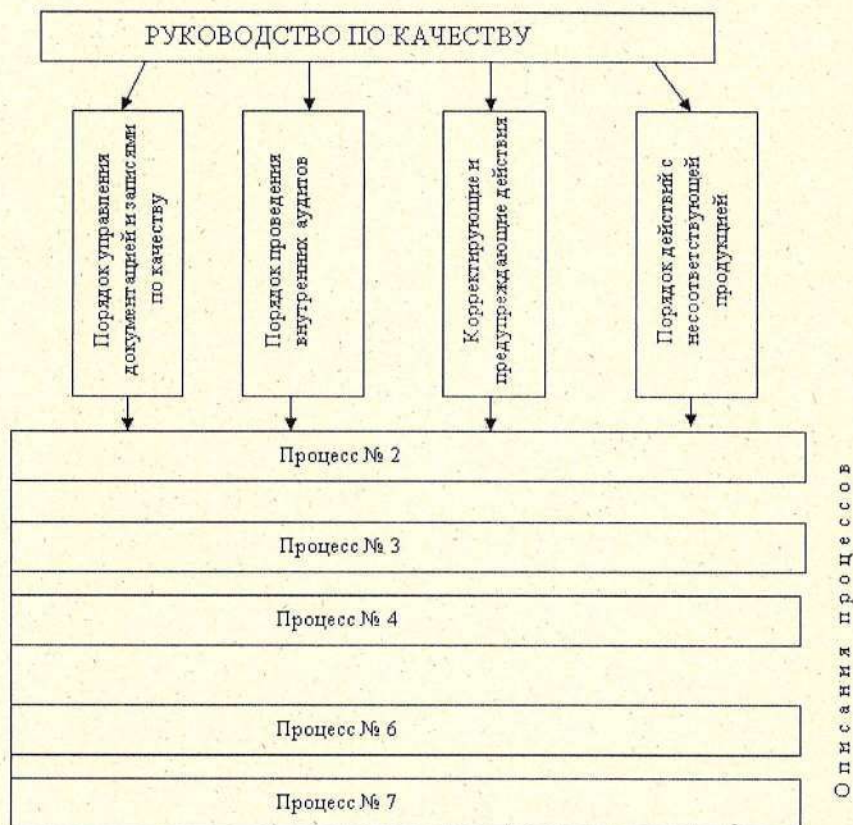 РУКОВОДСТВО ПО КАЧЕСТВУ
Порядок управления
документацией и записями
по качеству
Порядок проведения
внутренних аудитов
Корректирующие и
предупреждающие действия
Порядок действий с
несоответствующей
продукцией
Процесс № 2
Процесс № 3
Процесс № 4
Процесс № 6
Процесс № 7
Описания процессов